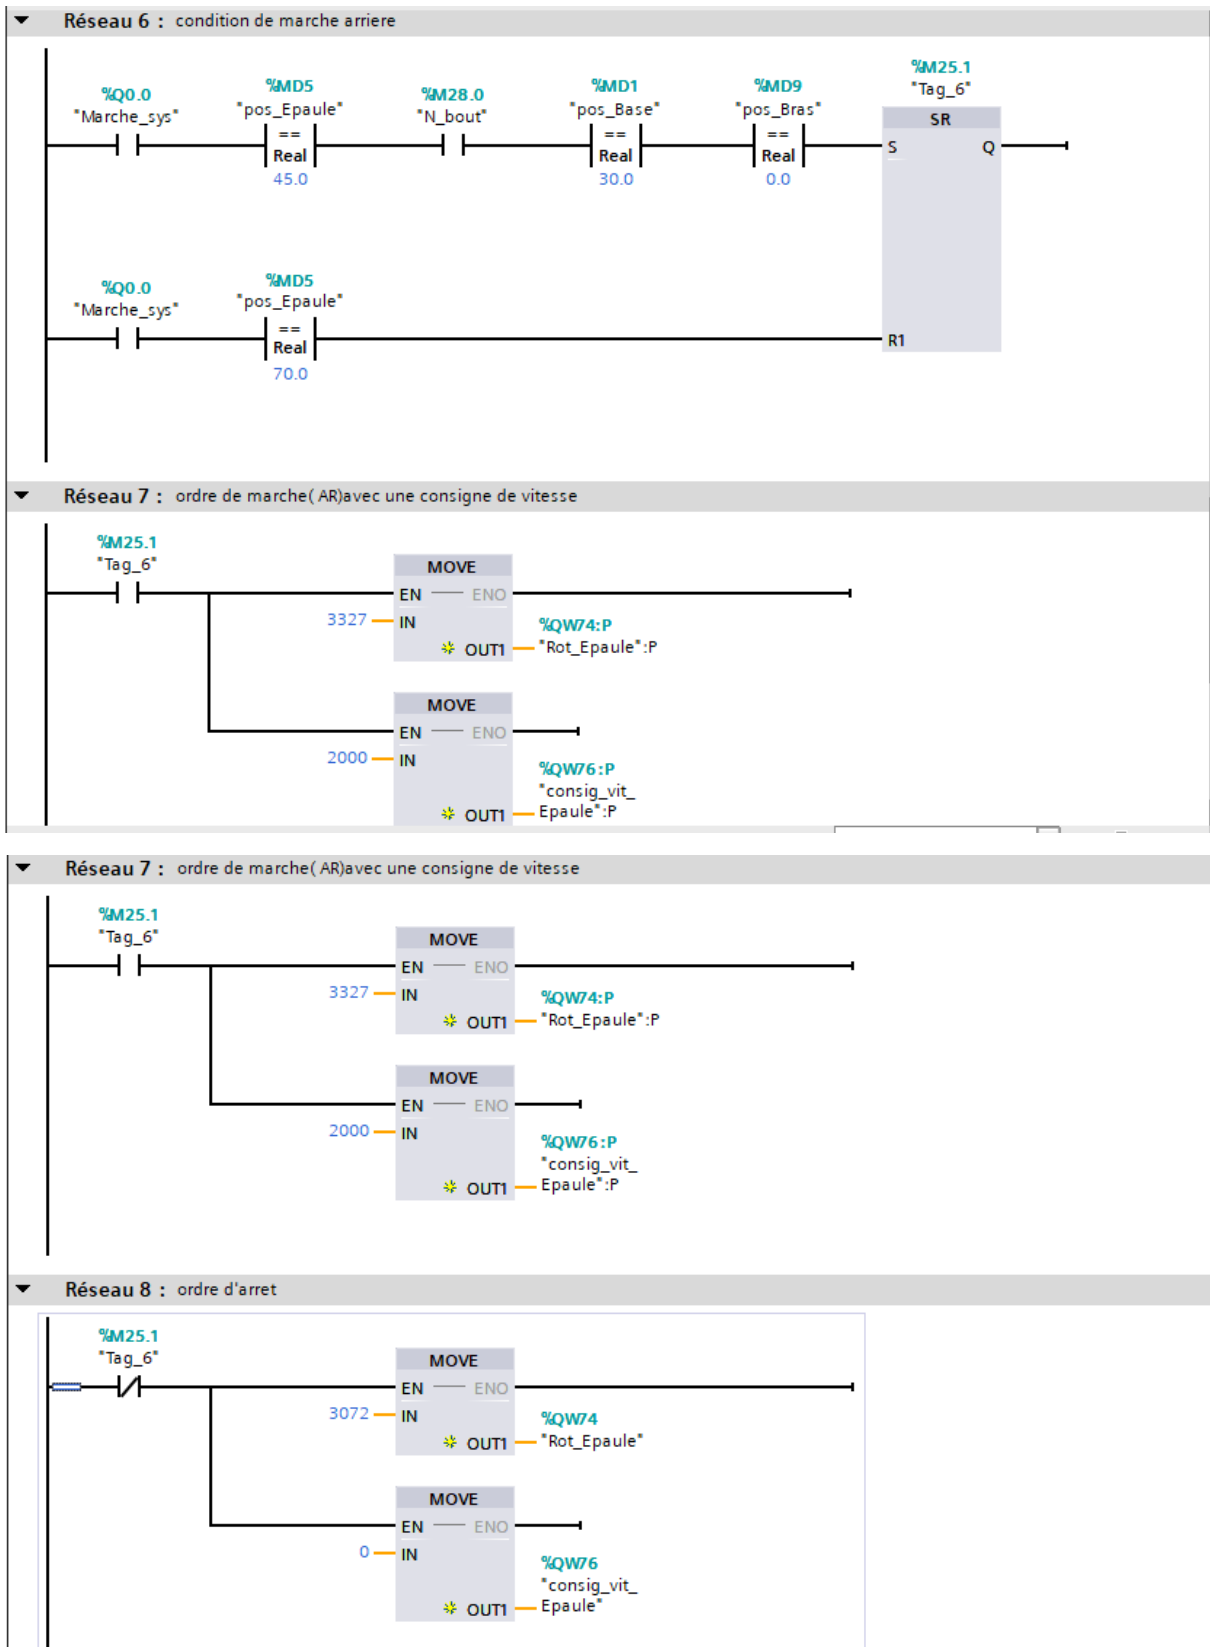 Réseau 6 : condition de marche arriere
%Q0.0
"Marche_sys"
%MD5
"pos_Epaule"
==
Real
45.0
%M28.0
"N_bout"
%MD1
"pos_Base"
==
Real
30.0
%MD9
"pos_Bras"
==
Real
0.0
%M25.1
"Tag_6"
SR
S Q
%Q0.0
"Marche_sys"
%MD5
"pos_Epaule"
==
Real
70.0
R1
Réseau 7 : ordre de marche( AR)avec une consigne de vitesse
%M25.1
"Tag_6"
MOVE
EN ENO
3327 IN
%QW74:P
OUT1 "Rot_Epaule":P
MOVE
EN ENO
2000 IN
%QW76:P
"consig_vit_
OUT1 Epaule":P
Réseau 7 : ordre de marche( AR)avec une consigne de vitesse
%M25.1
"Tag_6"
MOVE
EN ENO
3327 IN
%QW74:P
OUT1 "Rot_Epaule":P
MOVE
EN ENO
2000 IN
%QW76:P
"consig_vit_
OUT1 Epaule":P
Réseau 8 : ordre d'arret
%M25.1
"Tag_6"
MOVE
EN ENO
3072 IN
%QW74
OUT1 "Rot_Epaule"
MOVE
EN ENO
0 IN
%QW76
"consig_vit_
OUT1 Epaule"